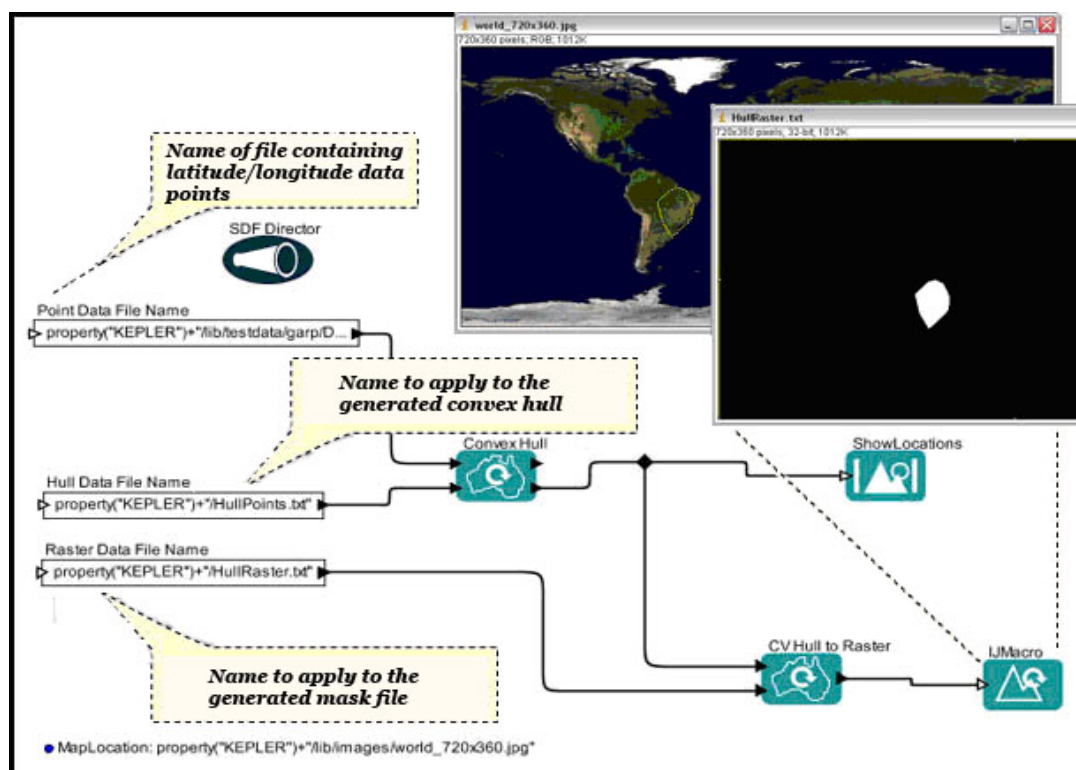 world_720x360.jpg
720x360 pixels; RGB; 1012K
HullRaster.txt
720x360 pixels; 32-bit; 1012K
Name of file containing
latitude/longitude data
points
SDF Director
Point Data File Name
property("KEPLER")+"/lib/testdata/garp/D...
Name to apply to the
generated convex hull
Convex Hull
ShowLocations
Hull Data File Name
property("KEPLER")+"/HullPoints.txt"
Raster Data File Name
property("KEPLER")+"/HullRaster.txt"
CV Hull to Raster
IJMacro
Name to apply to the
generated mask file
MapLocation: property("KEPLER")+"/lib/images/world_720x360.jpg"